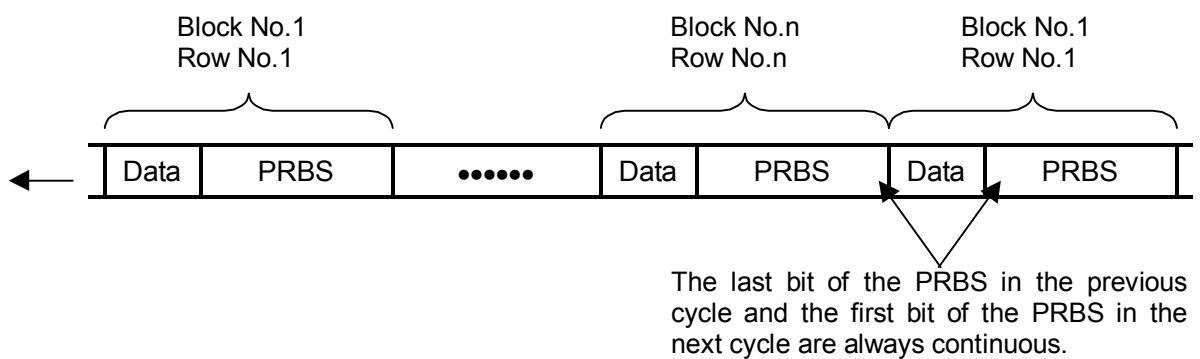 Block No.1 Block No.n Block No.1
Row No.1 Row No.n Row No.1
Data PRBS •••••• Data PRBS Data PRBS
The last bit of the PRBS in the previous
cycle and the first bit of the PRBS in the
next cycle are always continuous.